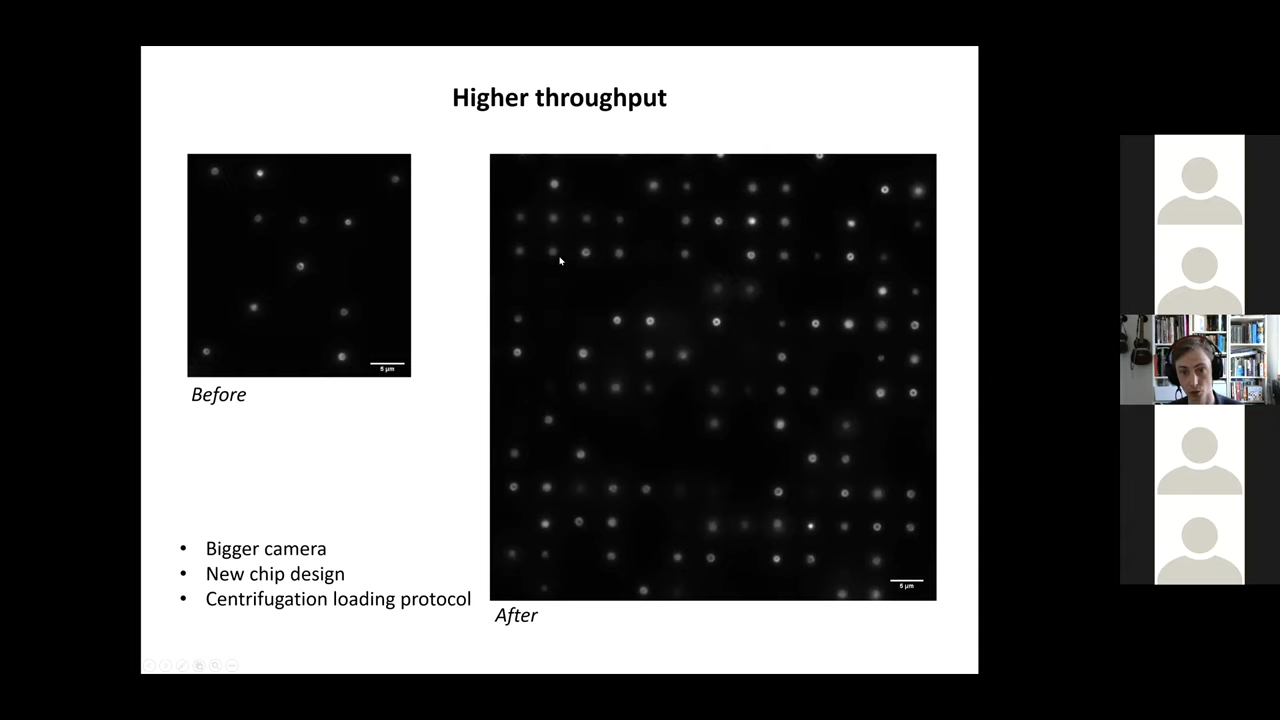 Higher throughput
5 μm
Before
• Bigger camera
• New chip design
• Centrifugation loading protocol
5 μm
After